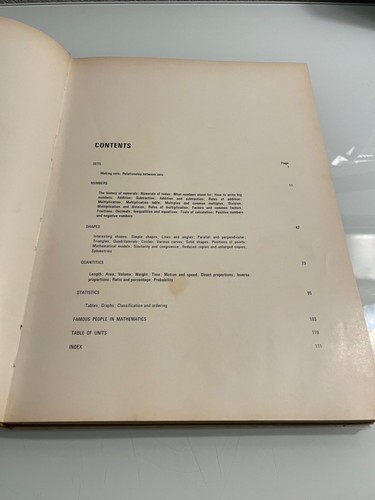 CONTENTS
SETS Page 1
Making sets; Relationship between sets
NUMBERS 11
The history of numerals; Numerals of today; What numbers stand for; How to write big
numbers; Addition; Subtraction; Addition and subtraction; Rules of addition;
Multiplication; Multiplication table; Multiples and common multiples; Division;
Multiplication and division; Rules of multiplication; Factors and common factors;
Fractions; Decimals; Inequalities and equations; Tools of calculation; Positive numbers
and negative numbers
SHAPES
Interesting shapes; Simple shapes; Lines and angles; Parallel and perpendicular;
Triangles; Quadrilaterals; Circles; Various curves; Solid shapes; Positions of points;
Mathematical models; Similarity and congruence; Reduced copies and enlarged copies;
Symmetries
QUANTITIES
Length; Area; Volume; Weight; Time; Motion and speed; Direct proportions; Inverse
proportions; Ratio and percentage; Probability
STATISTICS
Tables; Graphs; Classification and ordering
FAMOUS PEOPLE IN MATHEMATICS
TABLE OF UNITS 110
INDEX 111